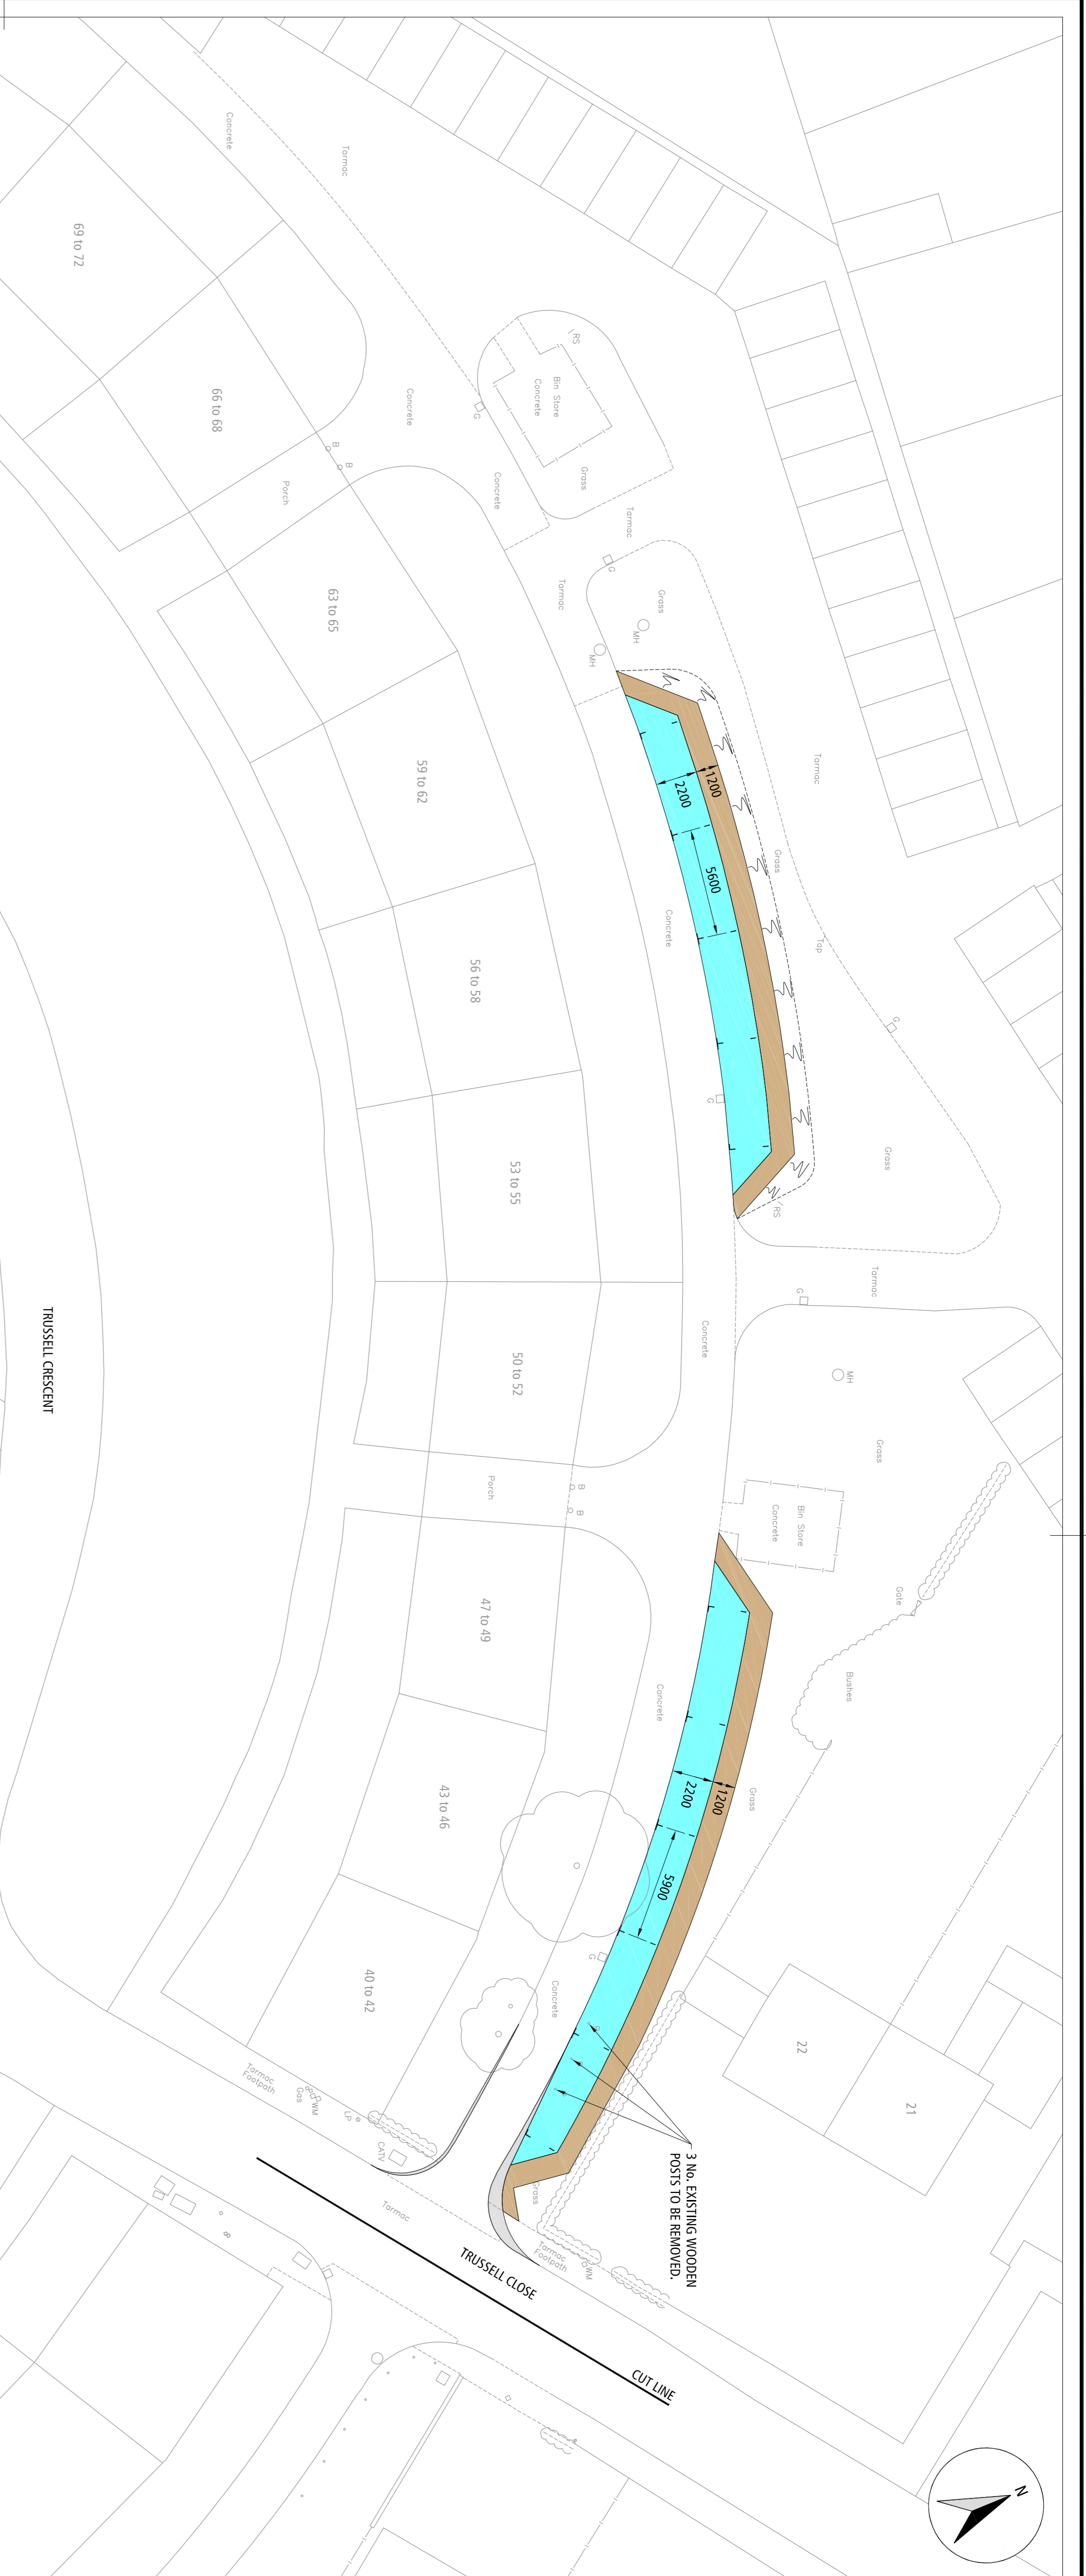 Concrete
Tarmac
69 to 72
RS
Bin Store
Concrete
G
66 to 68
Concrete
Grass
B
B
Concrete
Porch
Tarmac
G
Tarmac
Grass
63 to 65
MH
MH
Tarmac
59 to 62
1200
2200
Grass
5600
Concrete
Tap
56 to 58
G
G
Grass
53 to 55
RS
Tarmac
G
TRUSSELL CRESCENT
Concrete
50 to 52
MH
Grass
Porch
B
B
Bin Store
Concrete
Gate
47 to 49
Bushes
Concrete
1200
2200
Grass
43 to 46
5900
G
40 to 42
Concrete
22
21
Tarmac
Footpath
Gas
WM
LP
CATV
3 No. EXISTING WOODEN
POSTS TO BE REMOVED.
Grass
Tarmac
Tarmac
Footpath
WM
TRUSSELL CLOSE
CUT LINE
N